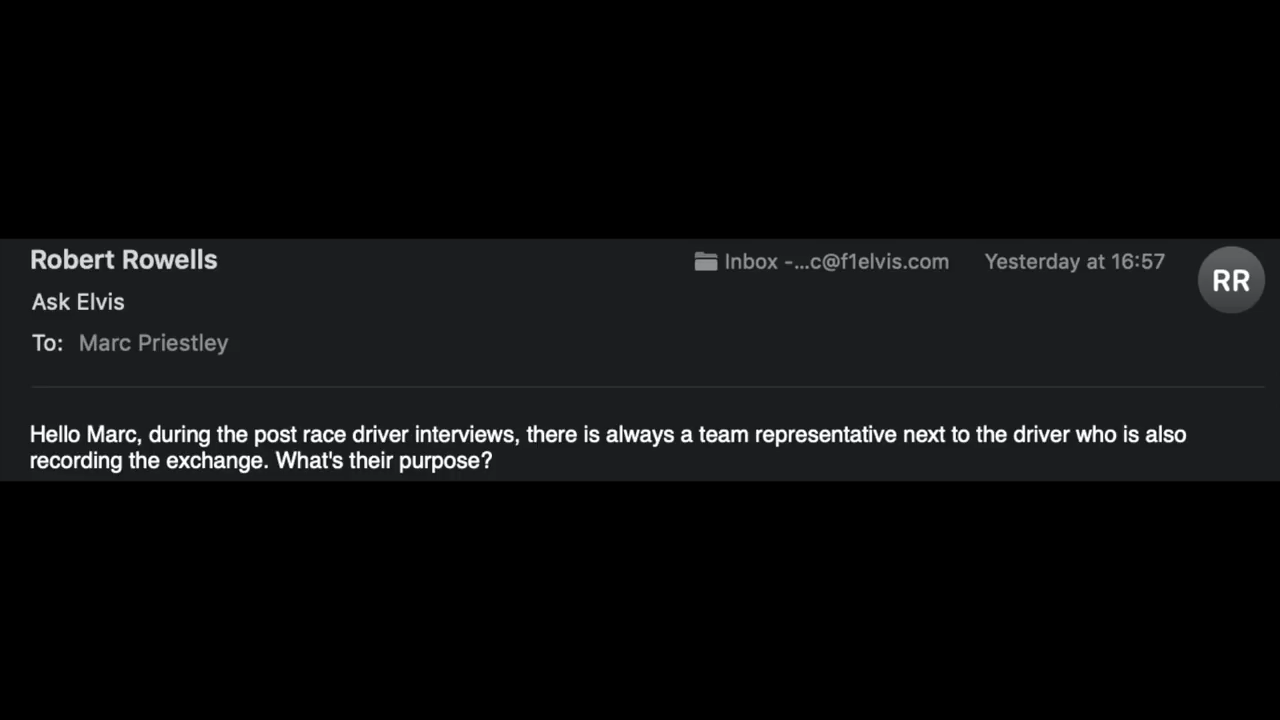 Robert Rowells
Inbox -...c@f1elvis.com
Yesterday at 16:57
RR
Ask Elvis
To: Marc Priestley
Hello Marc, during the post race driver interviews, there is always a team representative next to the driver who is also
recording the exchange. What's their purpose?